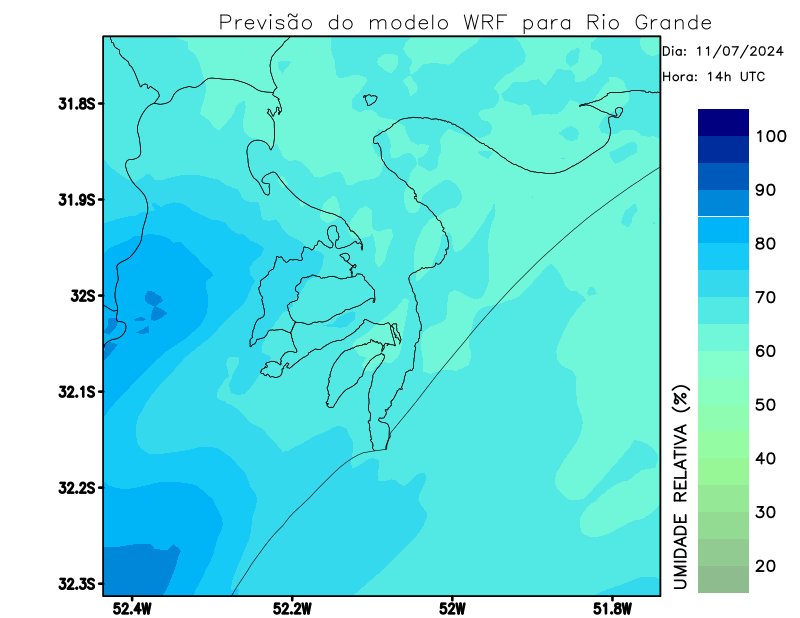 Previsão do modelo WRF para Rio Grande
Dia: 11/07/2024
Hora: 14h UTC
31.8S
31.9S
32S
32.1S
32.2S
32.3S
52.4W
52.2W
52W
51.8W
UMIDADE RELATIVA (%)
100
90
80
70
60
50
40
30
20